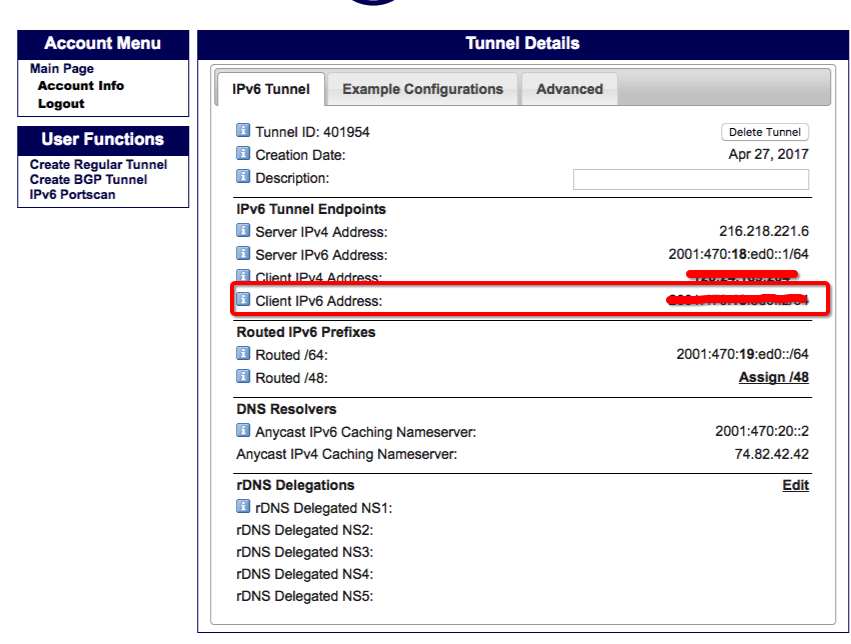 Account Menu
Main Page
Account Info
Logout
User Functions
Create Regular Tunnel
Create BGP Tunnel
IPv6 Portscan
Tunnel Details
IPv6 Tunnel Example Configurations Advanced
Tunnel ID: 401954 Delete Tunnel
Creation Date: Apr 27, 2017
Description:
IPv6 Tunnel Endpoints
Server IPv4 Address: 216.218.221.6
Server IPv6 Address: 2001:470:18:ed0::1/64
Client IPv4 Address:
Client IPv6 Address:
Routed IPv6 Prefixes
Routed /64: 2001:470:19:ed0::/64
Routed /48: Assign /48
DNS Resolvers
Anycast IPv6 Caching Nameserver: 2001:470:20::2
Anycast IPv4 Caching Nameserver: 74.82.42.42
rDNS Delegations Edit
rDNS Delegated NS1:
rDNS Delegated NS2:
rDNS Delegated NS3:
rDNS Delegated NS4:
rDNS Delegated NS5: